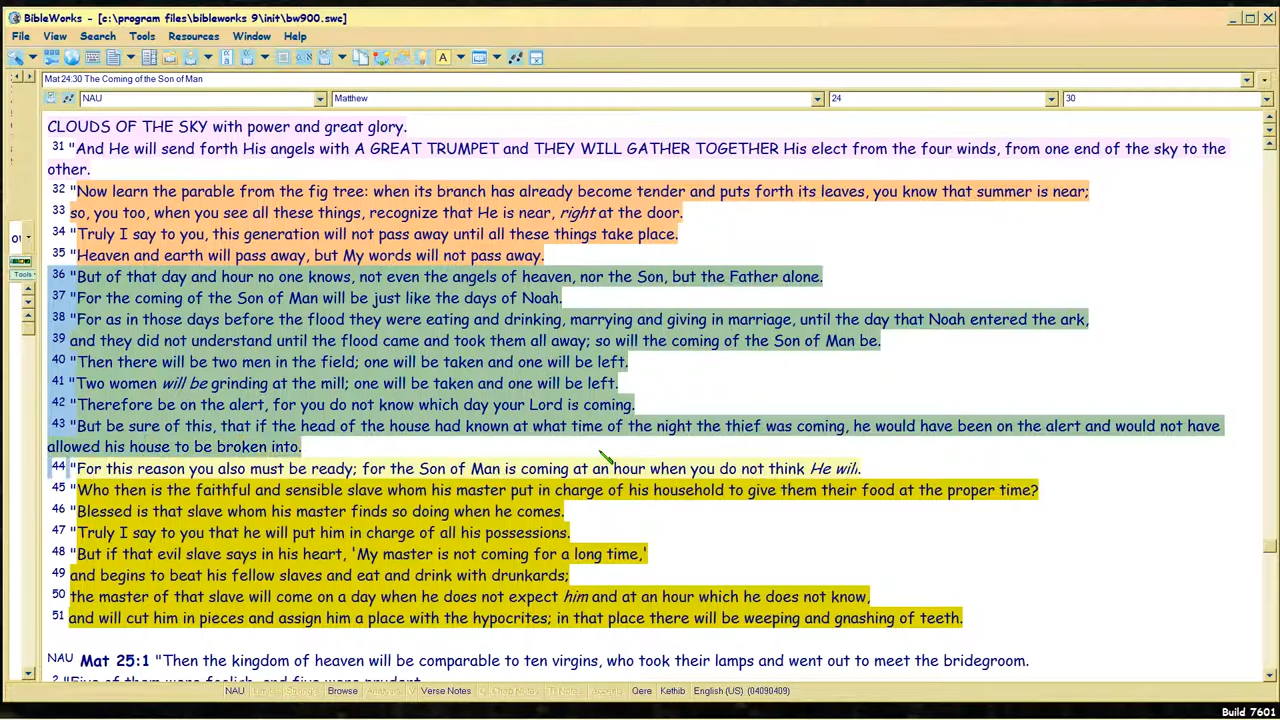 BibleWorks - [c:\program files\bibleworks 9\init\bw900.swc]
File View Search Tools Resources Window Help
A
Mat 24:30 The Coming of the Son of Man
NAU Matthew 24 30
CLOUDS OF THE SKY with power and great glory.
31 "And He will send forth His angels with A GREAT TRUMPET and THEY WILL GATHER TOGETHER His elect from the four winds, from one end of the sky to the
other.
32 "Now learn the parable from the fig tree: when its branch has already become tender and puts forth its leaves, you know that summer is near;
33 so, you too, when you see all these things, recognize that He is near, right at the door.
34 "Truly I say to you, this generation will not pass away until all these things take place.
35 "Heaven and earth will pass away, but My words will not pass away.
36 "But of that day and hour no one knows, not even the angels of heaven, nor the Son, but the Father alone.
37 "For the coming of the Son of Man will be just like the days of Noah.
38 "For as in those days before the flood they were eating and drinking, marrying and giving in marriage, until the day that Noah entered the ark,
39 and they did not understand until the flood came and took them all away; so will the coming of the Son of Man be.
40 "Then there will be two men in the field; one will be taken and one will be left.
41 "Two women will be grinding at the mill; one will be taken and one will be left.
42 "Therefore be on the alert, for you do not know which day your Lord is coming.
43 "But be sure of this, that if the head of the house had known at what time of the night the thief was coming, he would have been on the alert and would not have
allowed his house to be broken into.
44 "For this reason you also must be ready; for the Son of Man is coming at an hour when you do not think He will.
45 "Who then is the faithful and sensible slave whom his master put in charge of his household to give them their food at the proper time?
46 "Blessed is that slave whom his master finds so doing when he comes.
47 "Truly I say to you that he will put him in charge of all his possessions.
48 "But if that evil slave says in his heart, 'My master is not coming for a long time,'
49 and begins to beat his fellow slaves and eat and drink with drunkards;
50 the master of that slave will come on a day when he does not expect him and at an hour which he does not know,
51 and will cut him in pieces and assign him a place with the hypocrites; in that place there will be weeping and gnashing of teeth.
NAU Mat 25:1 "Then the kingdom of heaven will be comparable to ten virgins, who took their lamps and went out to meet the bridegroom.
2 "Five of them were foolish, and five were prudent.
Tools
NAU Browse Verse Notes Qere Kethib English (US) (04090409)
Build 7601